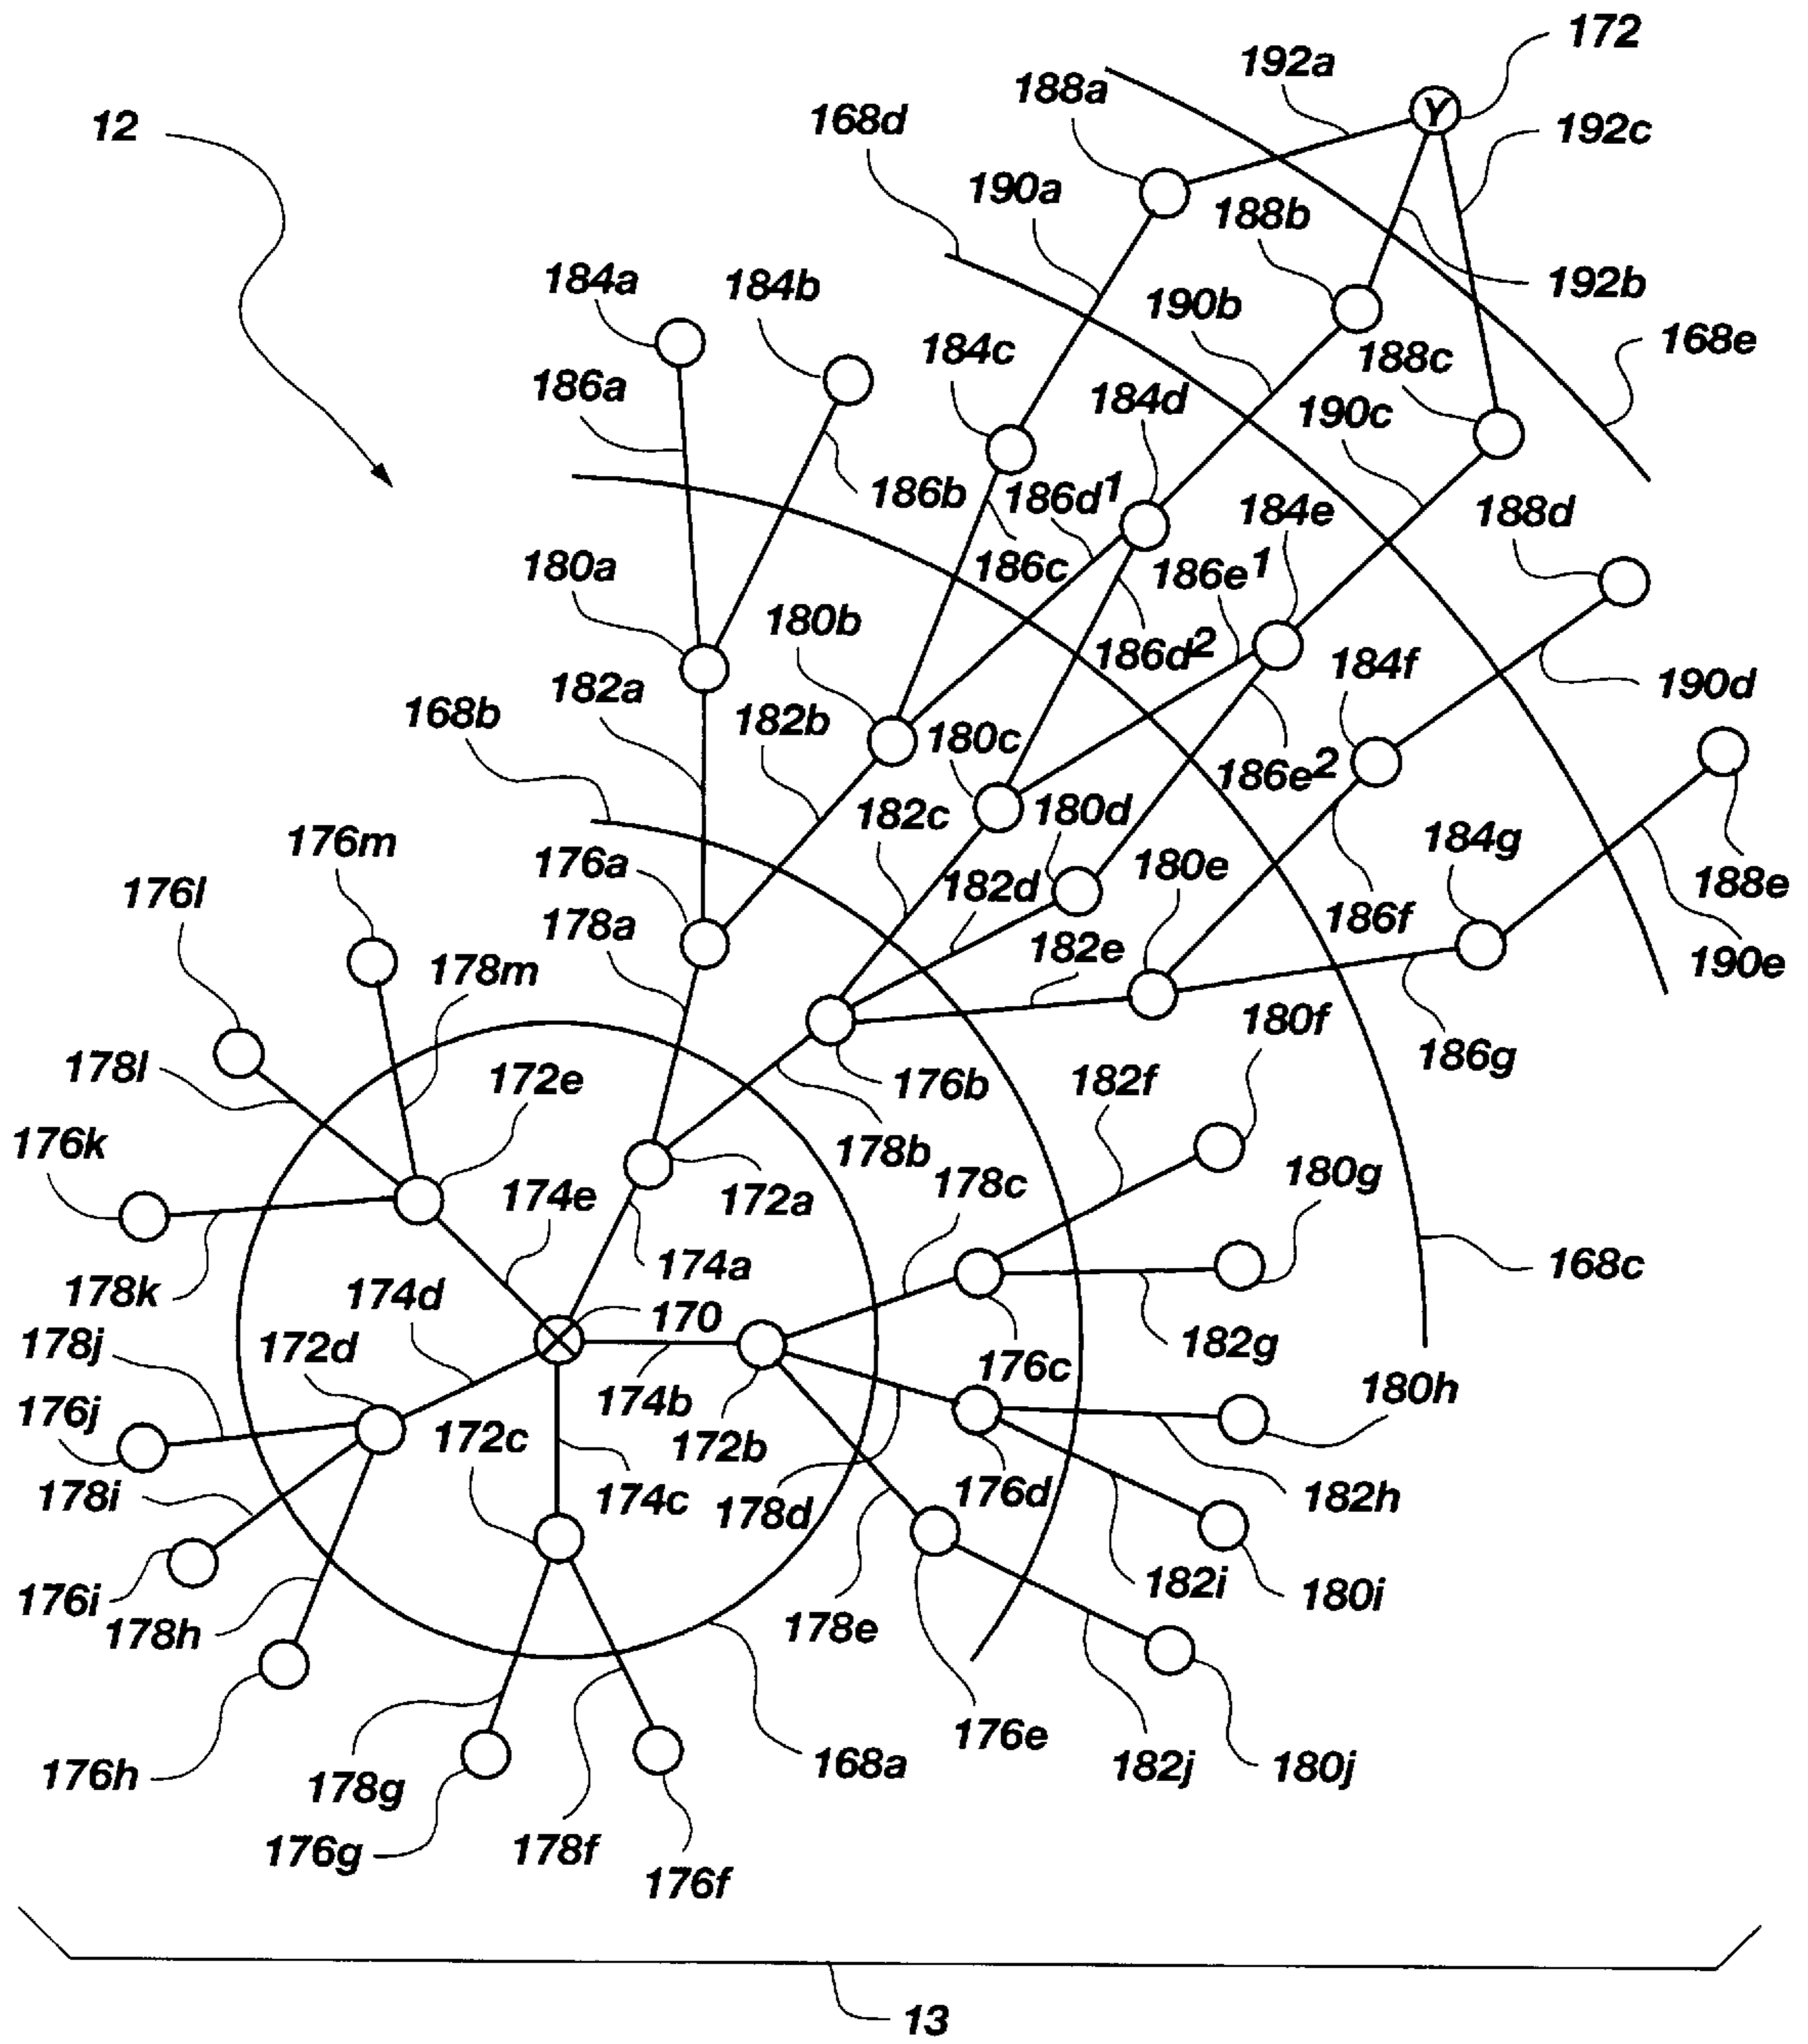 172
192a
188a
168d
12
Y
192c
190a
188b
184a
184b
190b
192b
168e
184c
188c
186a
184d
190c
186b
186d1
184e
188d
186c
186e1
180a
180b
186d2
184f
190d
182a
168b
182b
180c
186e2
182c
180d
176m
184g
176a
180e
188e
176l
182d
178a
186f
182e
190e
178m
180f
186g
178l
172e
176b
182f
176k
178b
178c
180g
174e
172a
174a
168c
178k
174d
170
178j
172d
182g
176c
174b
180h
176j
172c
172b
178i
174c
178d
176d
182h
176i
182i
180i
178h
178e
176e
176h
178g
168a
182j
180j
176g
178f
176f
13